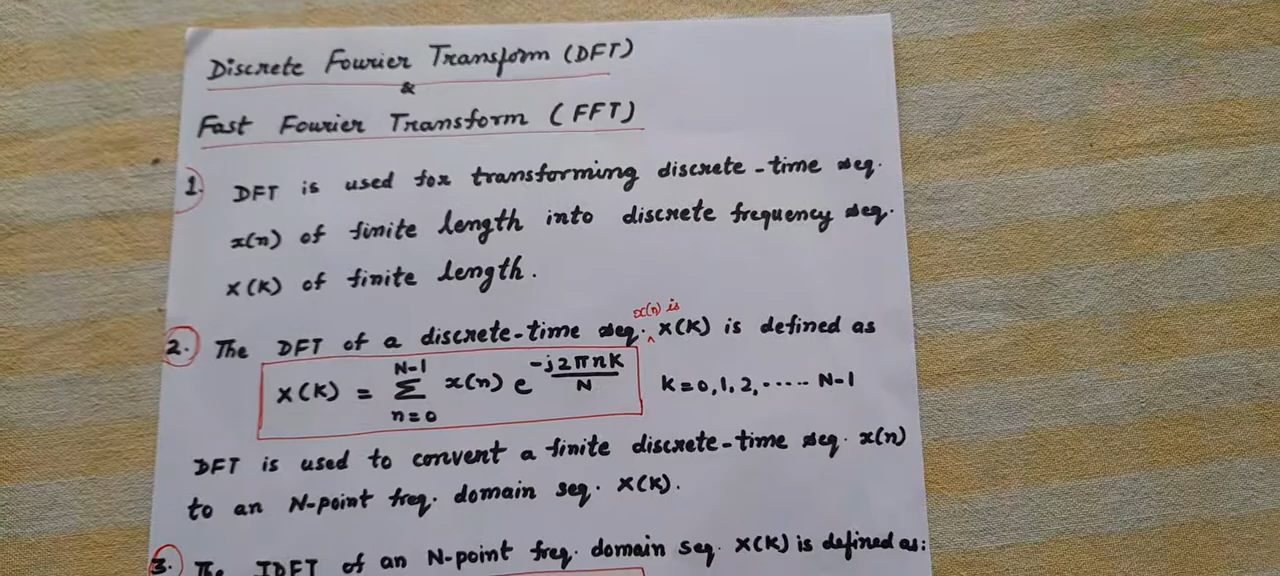 Discrete Fourier Transform (DFT)
&
Fast Fourier Transform (FFT)
1. DFT is used for transforming discrete-time seq.
x(n) of finite length into discrete frequency seq.
X(K) of finite length.
x(n) is
2. The DFT of a discrete-time seq. ^ X(K) is defined as
X(K) = Σ_{n=0}^{N-1} x(n) e^{-j2πnK/N} K=0,1,2,..... N-1
DFT is used to convent a finite discrete-time seq. x(n)
to an N-point freq. domain seq. X(K).
3. The IDFT of an N-point freq. domain seq. X(K) is defined as: